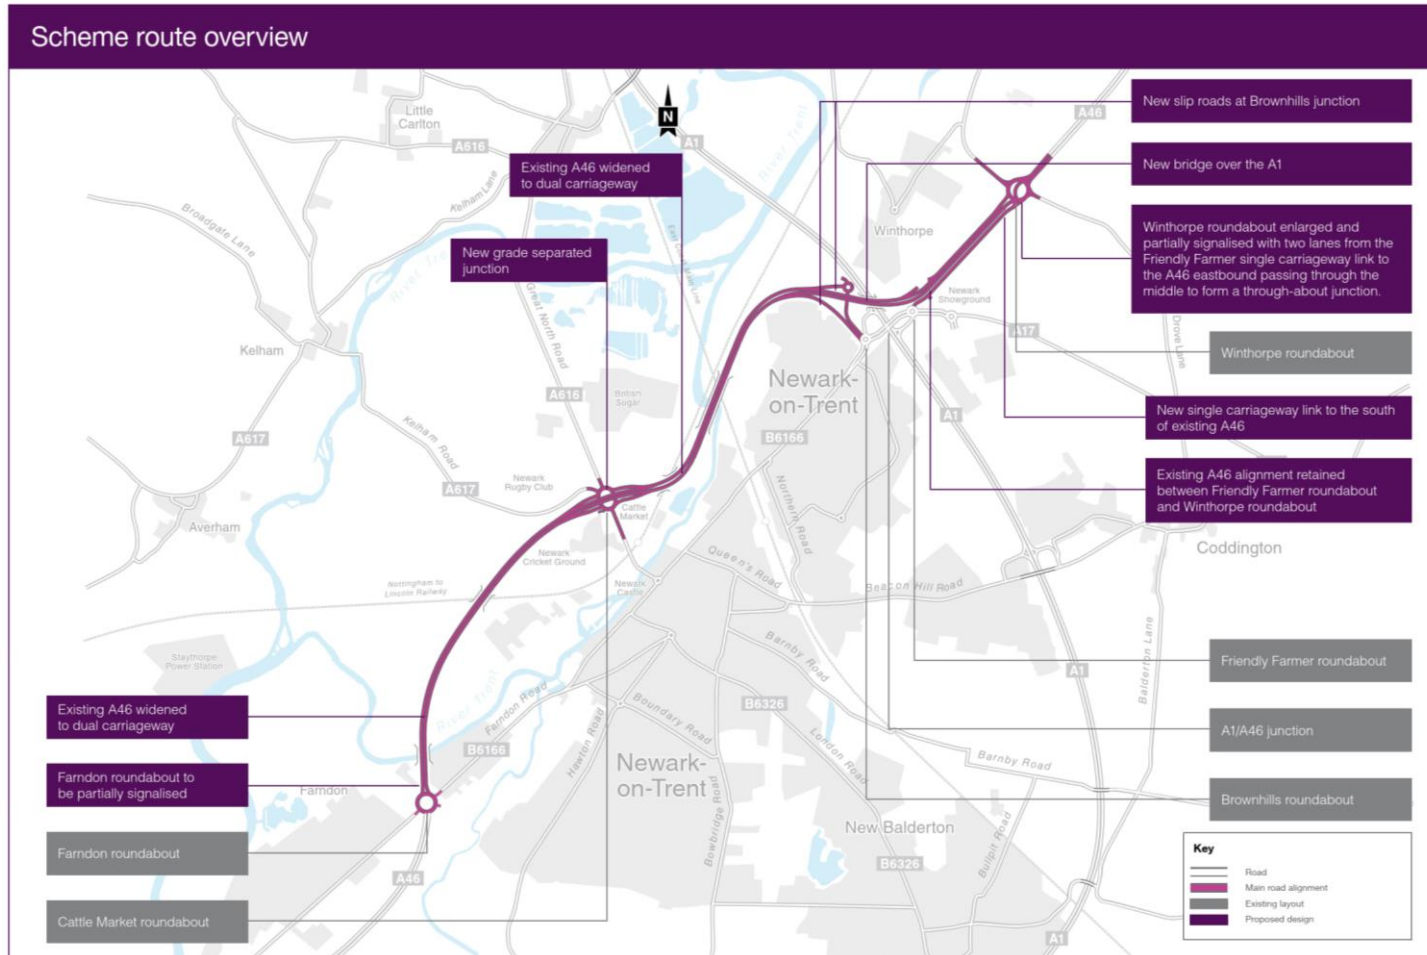 Scheme route overview
Little
Carlton
A616
Kelham Lane
Broadgate Lane
River Trent
Great North Road
East Coast Main Line
A1
River Trent
A46
N
Existing A46 widened
to dual carriageway
New grade separated
junction
New slip roads at Brownhills junction
New bridge over the A1
Winthorpe roundabout enlarged and
partially signalised with two lanes from the
Friendly Farmer single carriageway link to
the A46 eastbound passing through the
middle to form a through-about junction.
Winthorpe roundabout
New single carriageway link to the south
of existing A46
Existing A46 alignment retained
between Friendly Farmer roundabout
and Winthorpe roundabout
Winthorpe
Newark
Showground
A17
Drove Lane
Kelham
A616
British
Sugar
Newark-
on-Trent
A1
B6166
A617
Kelham Road
A617
Newark
Rugby Club
Cattle
Market
Northern Road
Averham
Newark
Cricket Ground
Queen's Road
Coddington
Nottingham to
Lincoln Railway
Newark
Castle
Beacon Hill Road
Balderton Lane
Staythorpe
Power Station
Barnby Road
Friendly Farmer roundabout
A1
River Trent
Farndon Road
Boundary Road
B6326
Existing A46 widened
to dual carriageway
Hawton Road
London Road
A1/A46 junction
B6166
Newark-
on-Trent
Barnby Road
Farndon roundabout to
be partially signalised
Farndon
Bowbridge Road
Brownhills roundabout
New Balderton
Bullpit Road
Farndon roundabout
A46
B6326
Cattle Market roundabout
A1
Key
Road
Main road alignment
Existing layout
Proposed design